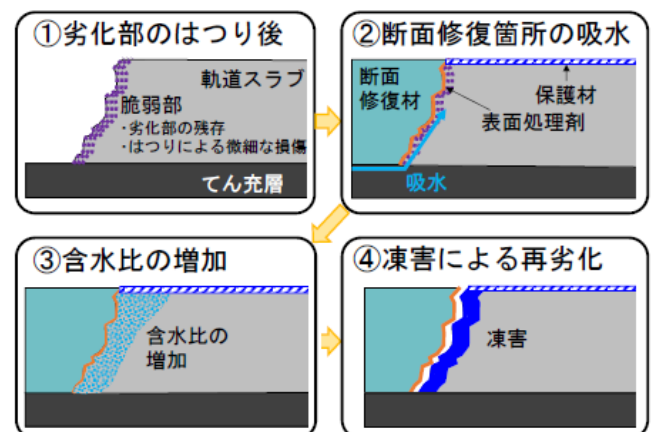 ①劣化部のはつり後
軌道スラブ
脆弱部
・劣化部の残存
・はつりによる微細な損傷
てん充層
②断面修復箇所の吸水
断面
修復材
保護材
表面処理剤
吸水
③含水比の増加
含水比の
増加
④凍害による再劣化
凍害